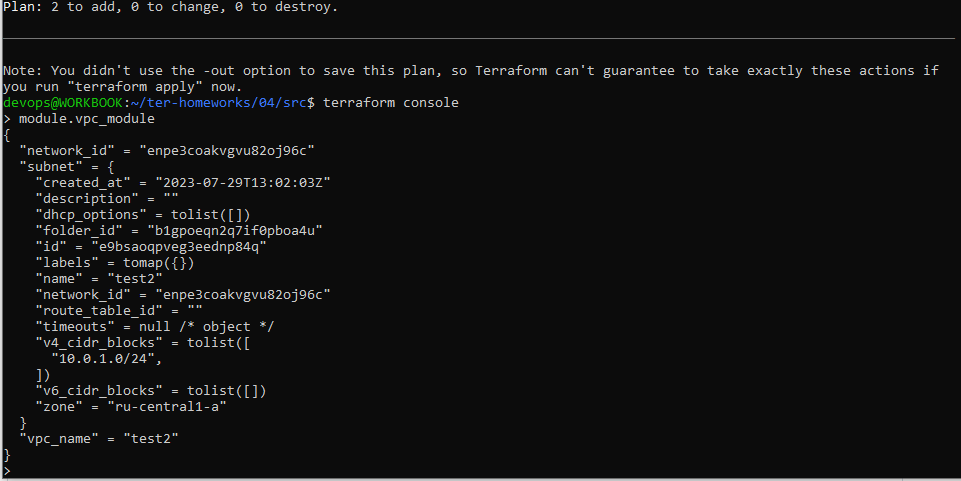 Plan: 2 to add, 0 to change, 0 to destroy.
Note: You didn't use the -out option to save this plan, so Terraform can't guarantee to take exactly these actions if
you run "terraform apply" now.
devops@WORKBOOK:~/ter-homeworks/04/src$ terraform console
> module.vpc_module
{
  "network_id" = "enpe3coakvgvu82oj96c"
  "subnet" = {
    "created_at" = "2023-07-29T13:02:03Z"
    "description" = ""
    "dhcp_options" = tolist([])
    "folder_id" = "b1gpoeqn2q7if0pboa4u"
    "id" = "e9bsaoqpveg3eednp84q"
    "labels" = tomap({})
    "name" = "test2"
    "network_id" = "enpe3coakvgvu82oj96c"
    "route_table_id" = ""
    "timeouts" = null /* object */
    "v4_cidr_blocks" = tolist([
      "10.0.1.0/24",
    ])
    "v6_cidr_blocks" = tolist([])
    "zone" = "ru-central1-a"
  }
  "vpc_name" = "test2"
}
>